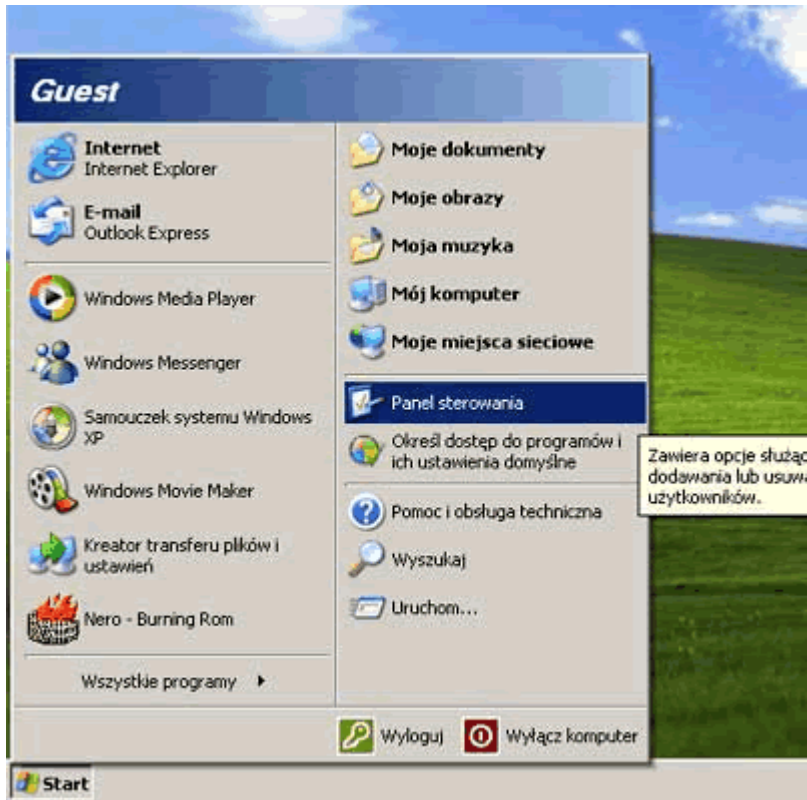 Guest
Internet
Internet Explorer
E-mail
Outlook Express
Windows Media Player
Windows Messenger
Samouczek systemu Windows
XP
Windows Movie Maker
Kreator transferu plików i
ustawień
Nero - Burning Rom
Wszystkie programy
Moje dokumenty
Moje obrazy
Moja muzyka
Mój komputer
Moje miejsca sieciowe
Panel sterowania
Określ dostęp do programów i
ich ustawienia domyślne
Pomoc i obsługa techniczna
Wyszukaj
Uruchom...
Zawiera opcje służąc
dodawania lub usuwa
użytkowników.
Wyloguj
Wyłącz komputer
Start